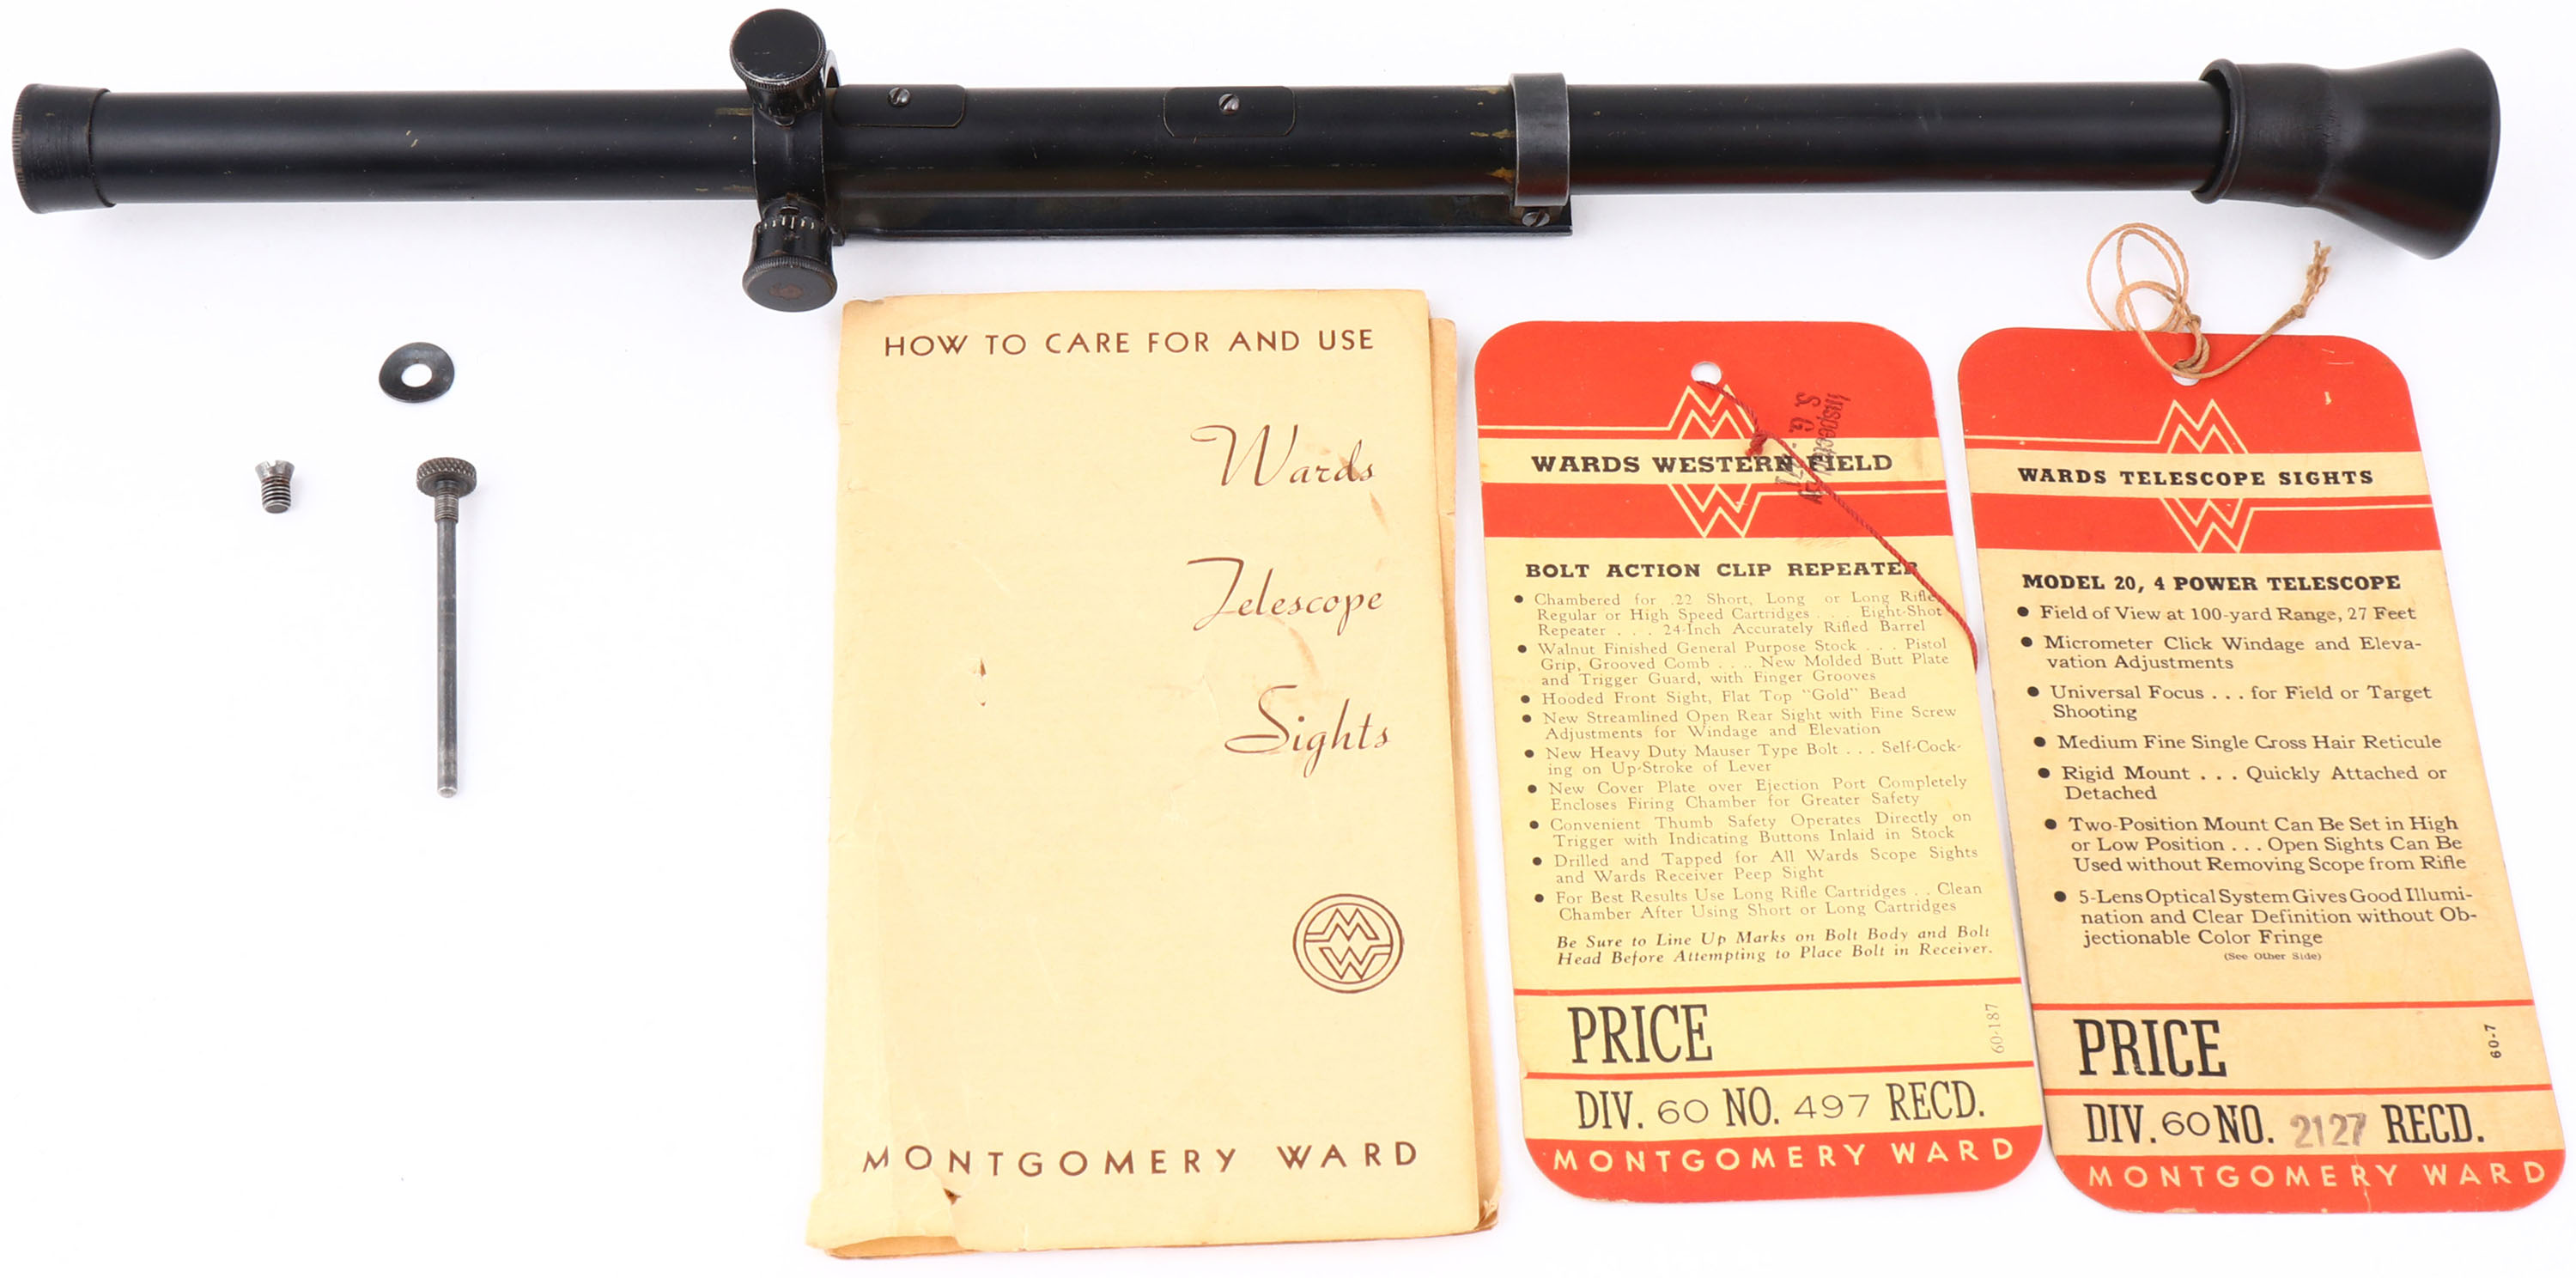 HOW TO CARE FOR AND USE
Wards
Telescope
Sights
MW
MONTGOMERY WARD
MW
WARDS WESTERN FIELD
BOLT ACTION CLIP REPEATER
• Chambered for .22 Short, Long or Long Rifle
Regular or High Speed Cartridges . . . Eight-Shot
Repeater . . . 24-Inch Accurately Rifled Barrel
• Walnut Finished General Purpose Stock . . . Pistol
Grip, Grooved Comb . . . . New Molded Butt Plate
and Trigger Guard, with Finger Grooves
• Hooded Front Sight, Flat Top "Gold" Bead
• New Streamlined Open Rear Sight with Fine Screw
Adjustments for Windage and Elevation
• New Heavy Duty Mauser Type Bolt . . . Self-Cock-
ing on Up-Stroke of Lever
• New Cover Plate over Ejection Port Completely
Encloses Firing Chamber for Greater Safety
• Convenient Thumb Safety Operates Directly on
Trigger with Indicating Buttons Inlaid in Stock
• Drilled and Tapped for All Wards Scope Sights
and Wards Receiver Peep Sight
• For Best Results Use Long Rifle Cartridges . . Clean
Chamber After Using Short or Long Cartridges
Be Sure to Line Up Marks on Bolt Body and Bolt
Head Before Attempting to Place Bolt in Receiver.
PRICE
60-187
DIV. 60 NO. 497 RECD.
MONTGOMERY WARD
MW
WARDS TELESCOPE SIGHTS
MODEL 20, 4 POWER TELESCOPE
• Field of View at 100-yard Range, 27 Feet
• Micrometer Click Windage and Eleva-
vation Adjustments
• Universal Focus . . . for Field or Target
Shooting
• Medium Fine Single Cross Hair Reticule
• Rigid Mount . . . Quickly Attached or
Detached
• Two-Position Mount Can Be Set in High
or Low Position . . . Open Sights Can Be
Used without Removing Scope from Rifle
• 5-Lens Optical System Gives Good Illumi-
nation and Clear Definition without Ob-
jectionable Color Fringe
(See Other Side)
PRICE
60-7
DIV. 60 NO. 2127 RECD.
MONTGOMERY WARD